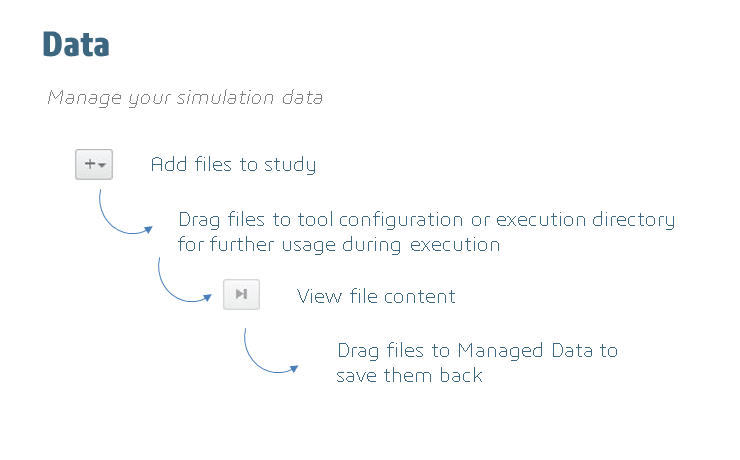 Data
Manage your simulation data
Add files to study
Drag files to tool configuration or execution directory
for further usage during execution
View file content
Drag files to Managed Data to
save them back